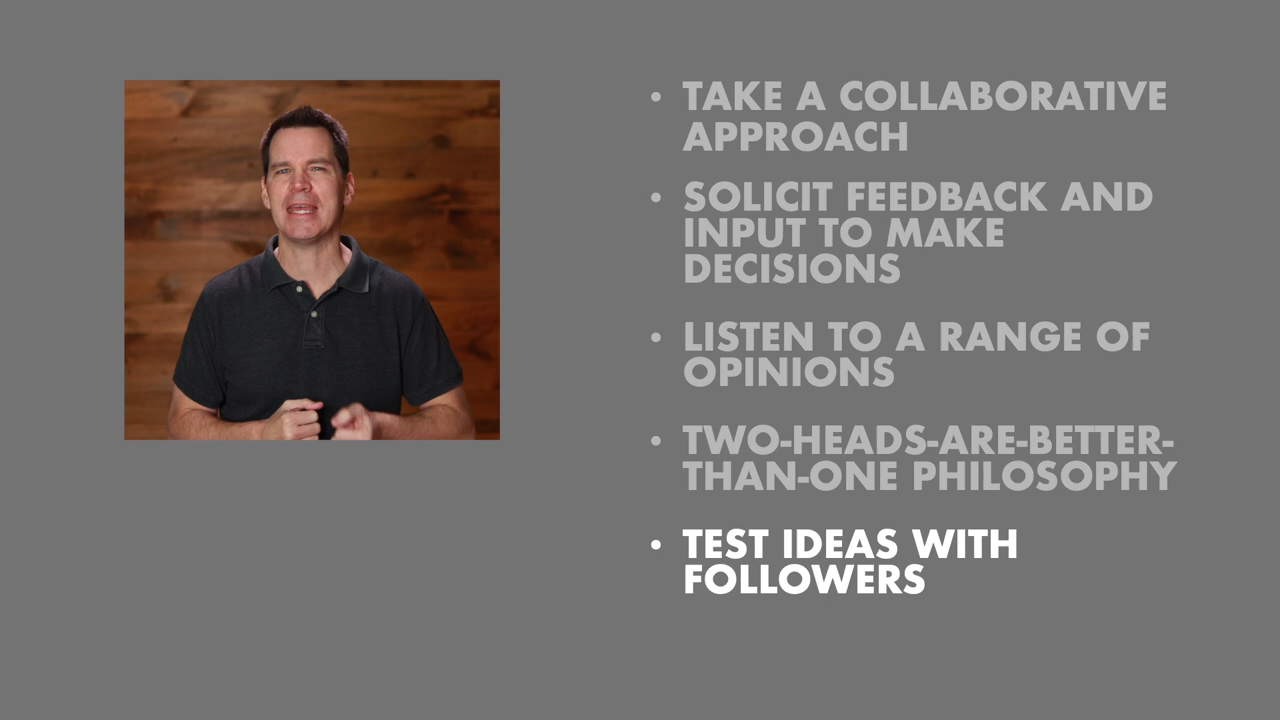 • TAKE A COLLABORATIVE
APPROACH
• SOLICIT FEEDBACK AND
INPUT TO MAKE
DECISIONS
• LISTEN TO A RANGE OF
OPINIONS
• TWO-HEADS-ARE-BETTER-
THAN-ONE PHILOSOPHY
• TEST IDEAS WITH
FOLLOWERS